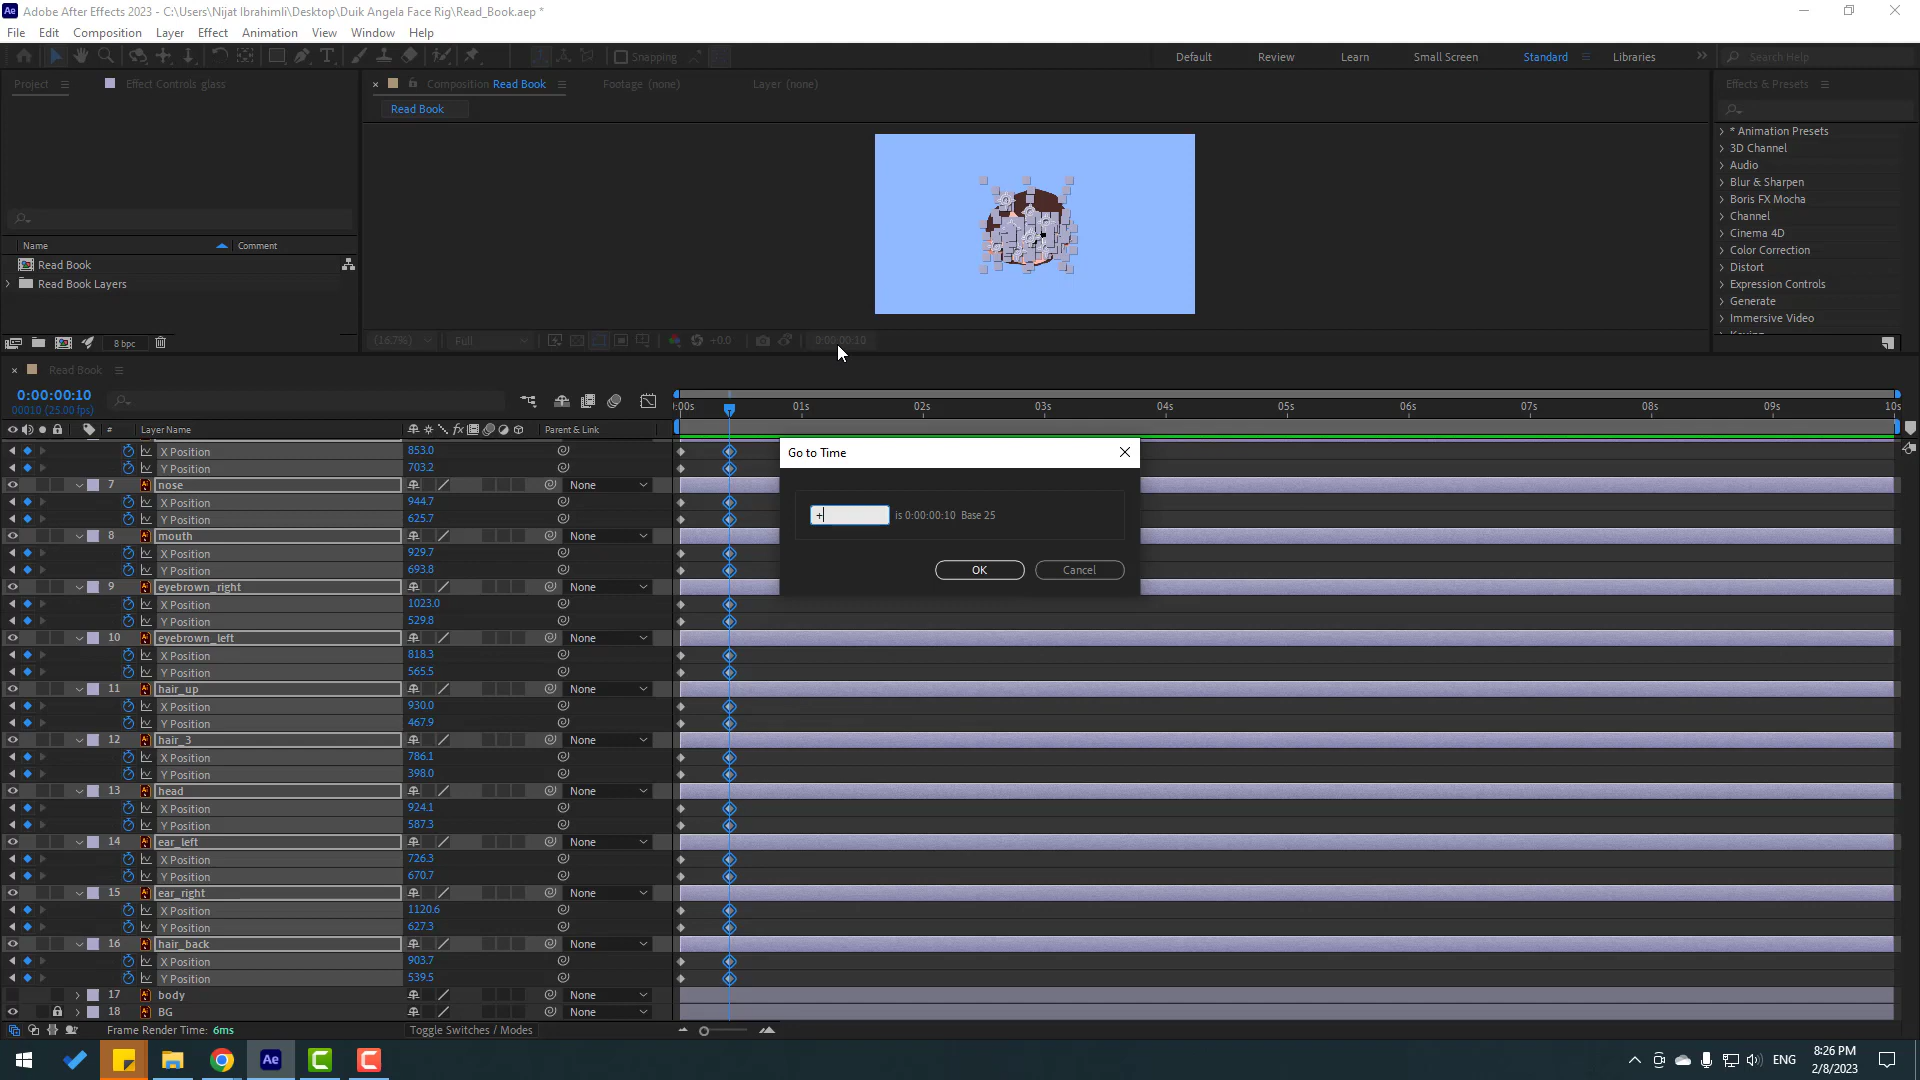 Adobe After Effects 2023 - C:\Users\Nijat Ibrahimli\Desktop\Duik Angela Face Rig\Read_Book.aep *
File Edit Composition Layer Effect Animation View Window Help
Snapping Default Review Learn Small Screen Standard Libraries Search Help
Project Effect Controls glass Composition Read Book Footage (none) Layer (none) Effects & Presets
Read Book
* Animation Presets
3D Channel
Audio
Blur & Sharpen
Boris FX Mocha
Channel
Cinema 4D
Color Correction
Distort
Expression Controls
Generate
Immersive Video
Name Comment
Read Book
Read Book Layers
8 bpc (16.7%) Full +0.0 0:00:00:10
Read Book
0:00:00:10
00010 (25.00 fps)
:00s 01s 02s 03s 04s 05s 06s 07s 08s 09s 10s
# Layer Name fx Parent & Link
X Position 853.0
Y Position 703.2
7 nose None
X Position 944.7
Y Position 625.7
8 mouth None
X Position 929.7
Y Position 693.8
9 eyebrown_right None
X Position 1023.0
Y Position 529.8
10 eyebrown_left None
X Position 818.3
Y Position 565.5
11 hair_up None
X Position 930.0
Y Position 467.9
12 hair_3 None
X Position 786.1
Y Position 398.0
13 head None
X Position 924.1
Y Position 587.3
14 ear_left None
X Position 726.3
Y Position 670.7
15 ear_right None
X Position 1120.6
Y Position 627.3
16 hair_back None
X Position 903.7
Y Position 539.5
17 body None
18 BG None
Go to Time
+ is 0:00:00:10 Base 25
OK Cancel
Frame Render Time: 6ms Toggle Switches / Modes
Ae ENG 8:26 PM
2/8/2023